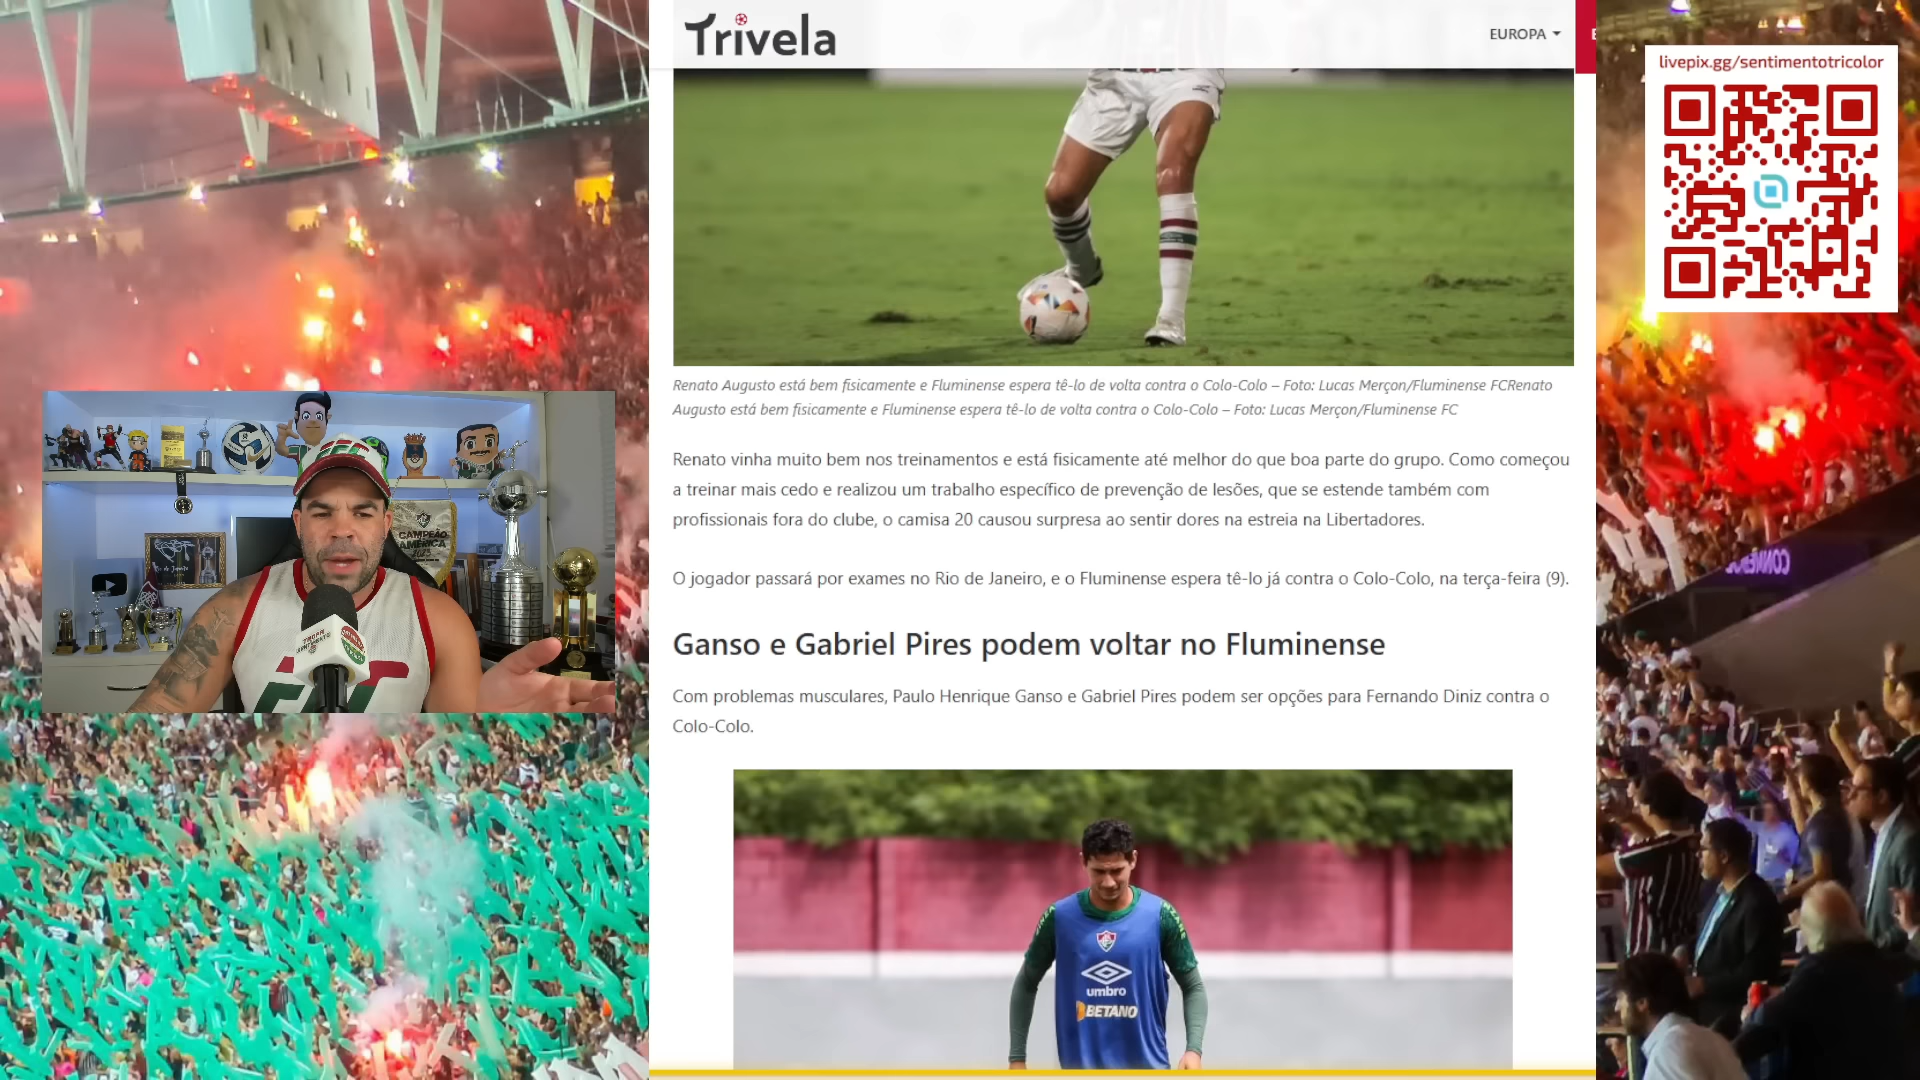 Trivela
EUROPA
livepix.gg/sentimentotricolor
Renato Augusto está bem fisicamente e Fluminense espera tê-lo de volta contra o Colo-Colo – Foto: Lucas Merçon/Fluminense FCRenato
Augusto está bem fisicamente e Fluminense espera tê-lo de volta contra o Colo-Colo – Foto: Lucas Merçon/Fluminense FC
Renato vinha muito bem nos treinamentos e está fisicamente até melhor do que boa parte do grupo. Como começou
a treinar mais cedo e realizou um trabalho específico de prevenção de lesões, que se estende também com
profissionais fora do clube, o camisa 20 causou surpresa ao sentir dores na estreia na Libertadores.
O jogador passará por exames no Rio de Janeiro, e o Fluminense espera tê-lo já contra o Colo-Colo, na terça-feira (9).
Ganso e Gabriel Pires podem voltar no Fluminense
Com problemas musculares, Paulo Henrique Ganso e Gabriel Pires podem ser opções para Fernando Diniz contra o
Colo-Colo.
CAMPEÃO
AMÉRICA
2023
umbro
BETANO
CONMEBOL